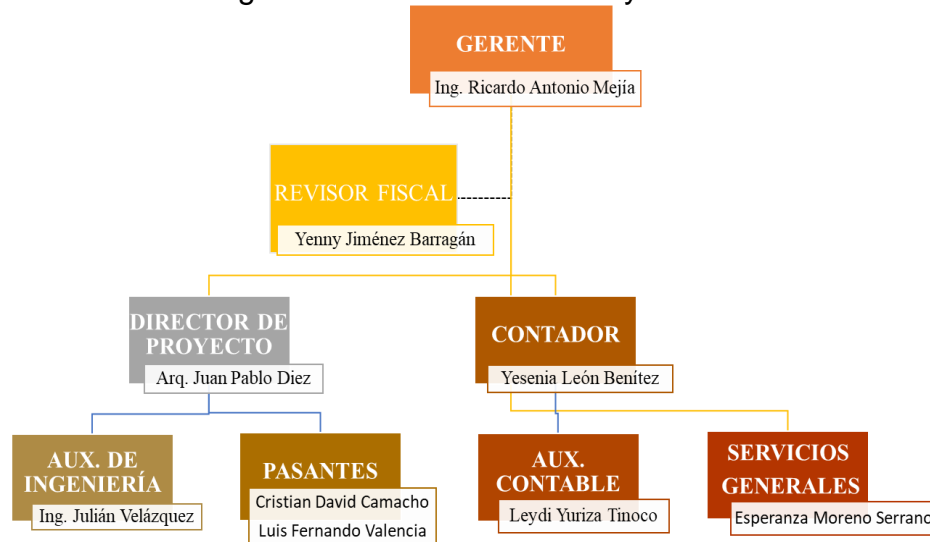 GERENTE
Ing. Ricardo Antonio Mejía
REVISOR FISCAL
Yenny Jiménez Barragán
DIRECTOR DE
PROYECTO
Arq. Juan Pablo Diez
CONTADOR
Yesenia León Benítez
AUX. DE
INGENIERÍA
Ing. Julián Velázquez
PASANTES
Cristian David Camacho
Luis Fernando Valencia
AUX.
CONTABLE
Leydi Yuriza Tinoco
SERVICIOS
GENERALES
Esperanza Moreno Serrano